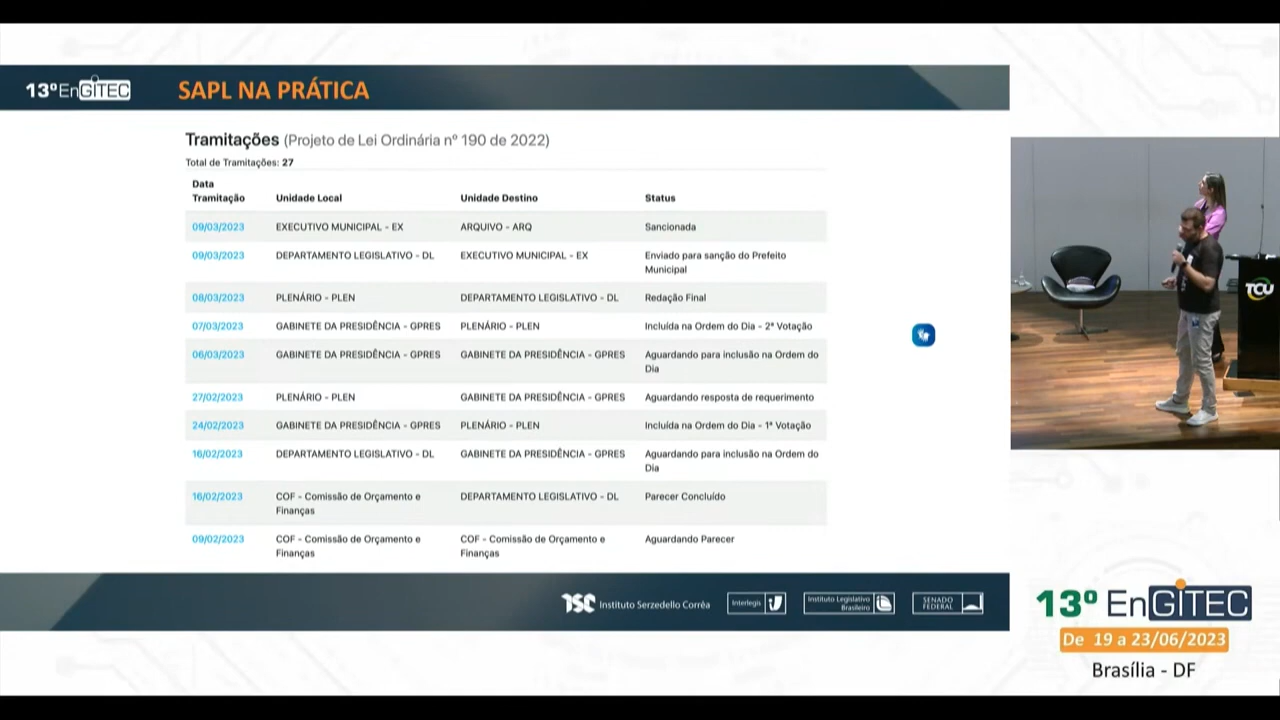 13º EnGITEC
SAPL NA PRÁTICA
Tramitações (Projeto de Lei Ordinária nº 190 de 2022)
Total de Tramitações: 27
Data Tramitação Unidade Local Unidade Destino Status
09/03/2023 EXECUTIVO MUNICIPAL - EX ARQUIVO - ARQ Sancionada
09/03/2023 DEPARTAMENTO LEGISLATIVO - DL EXECUTIVO MUNICIPAL - EX Enviado para sanção do Prefeito Municipal
08/03/2023 PLENÁRIO - PLEN DEPARTAMENTO LEGISLATIVO - DL Redação Final
07/03/2023 GABINETE DA PRESIDÊNCIA - GPRES PLENÁRIO - PLEN Incluída na Ordem do Dia - 2ª Votação
06/03/2023 GABINETE DA PRESIDÊNCIA - GPRES GABINETE DA PRESIDÊNCIA - GPRES Aguardando para inclusão na Ordem do Dia
27/02/2023 PLENÁRIO - PLEN GABINETE DA PRESIDÊNCIA - GPRES Aguardando resposta de requerimento
24/02/2023 GABINETE DA PRESIDÊNCIA - GPRES PLENÁRIO - PLEN Incluída na Ordem do Dia - 1ª Votação
16/02/2023 DEPARTAMENTO LEGISLATIVO - DL GABINETE DA PRESIDÊNCIA - GPRES Aguardando para inclusão na Ordem do Dia
16/02/2023 COF - Comissão de Orçamento e Finanças DEPARTAMENTO LEGISLATIVO - DL Parecer Concluído
09/02/2023 COF - Comissão de Orçamento e Finanças COF - Comissão de Orçamento e Finanças Aguardando Parecer
TCU
ISC Instituto Serzedello Corrêa
Interlegis
Instituto Legislativo
Brasileiro
SENADO
FEDERAL
13º EnGITEC
De 19 a 23/06/2023
Brasília - DF